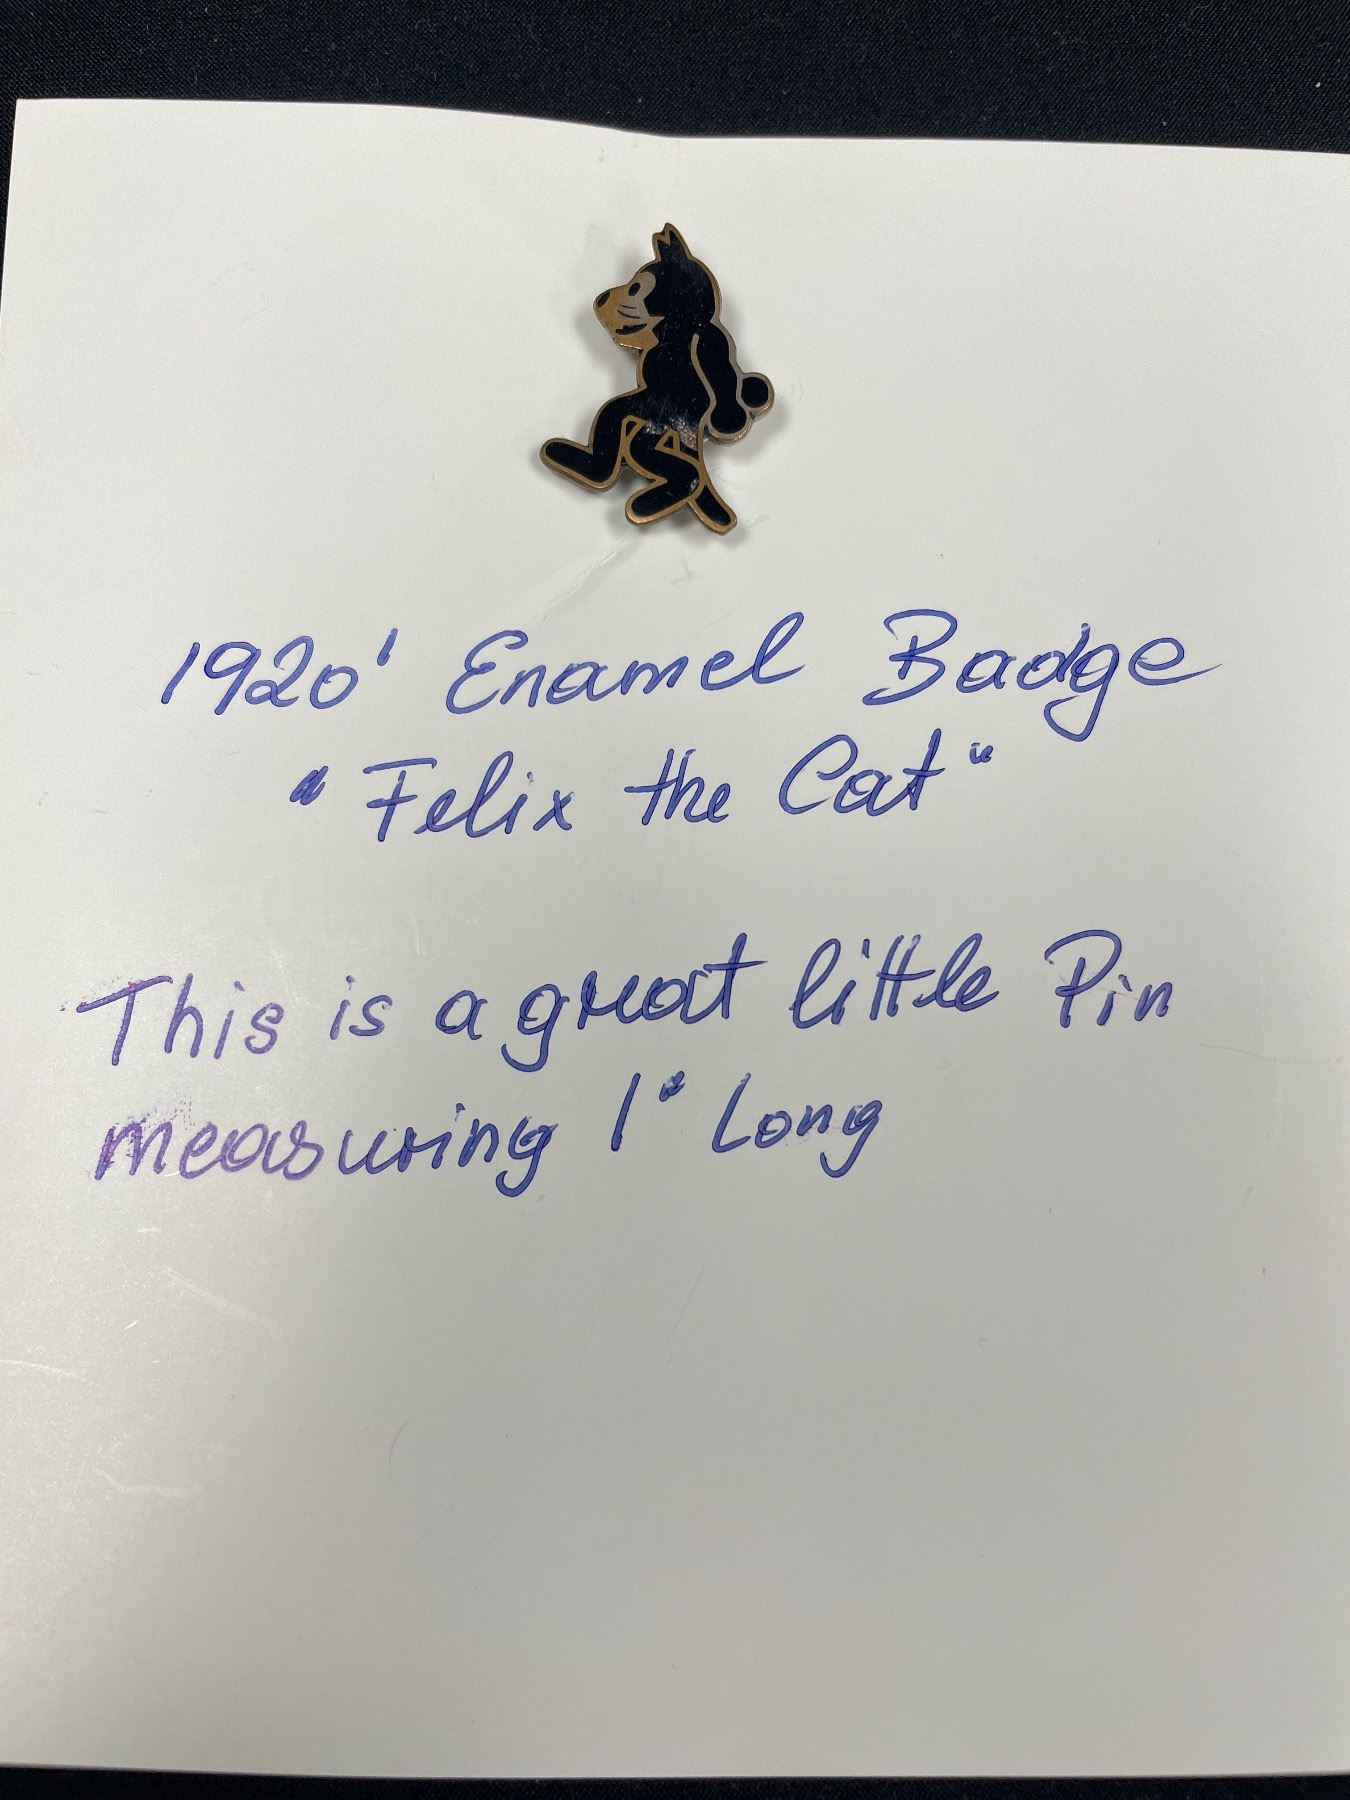 1920' Enamel Badge
"Felix the Cat"
This is a great little Pin
measuring 1" Long